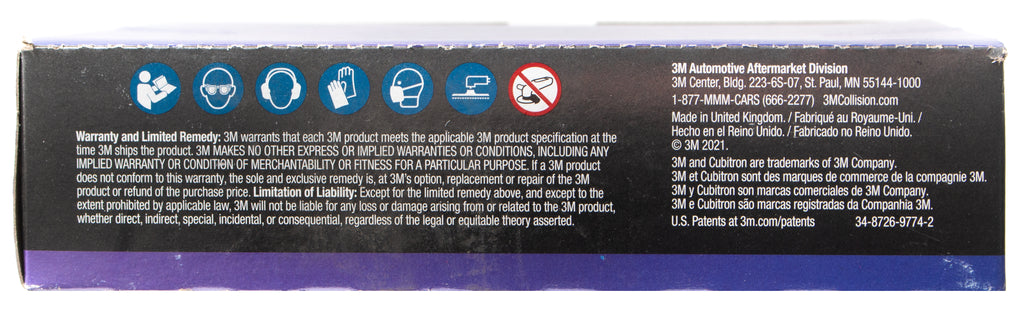 Warranty and Limited Remedy: 3M warrants that each 3M product meets the applicable 3M product specification at the
time 3M ships the product. 3M MAKES NO OTHER EXPRESS OR IMPLIED WARRANTIES OR CONDITIONS, INCLUDING ANY
IMPLIED WARRANTY OR CONDITION OF MERCHANTABILITY OR FITNESS FOR A PARTICULAR PURPOSE. If a 3M product
does not conform to this warranty, the sole and exclusive remedy is, at 3M's option, replacement or repair of the 3M
product or refund of the purchase price. Limitation of Liability: Except for the limited remedy above, and except to the
extent prohibited by applicable law, 3M will not be liable for any loss or damage arising from or related to the 3M product,
whether direct, indirect, special, incidental, or consequential, regardless of the legal or equitable theory asserted.
3M Automotive Aftermarket Division
3M Center, Bldg. 223-6S-07, St. Paul, MN 55144-1000
1-877-MMM-CARS (666-2277) 3MCollision.com
Made in United Kingdom. / Fabriqué au Royaume-Uni. /
Hecho en el Reino Unido. / Fabricado no Reino Unido.
© 3M 2021.
3M and Cubitron are trademarks of 3M Company.
3M et Cubitron sont des marques de commerce de la compagnie 3M.
3M y Cubitron son marcas comerciales de 3M Company.
3M e Cubitron são marcas registradas da Companhia 3M.
U.S. Patents at 3m.com/patents 34-8726-9774-2